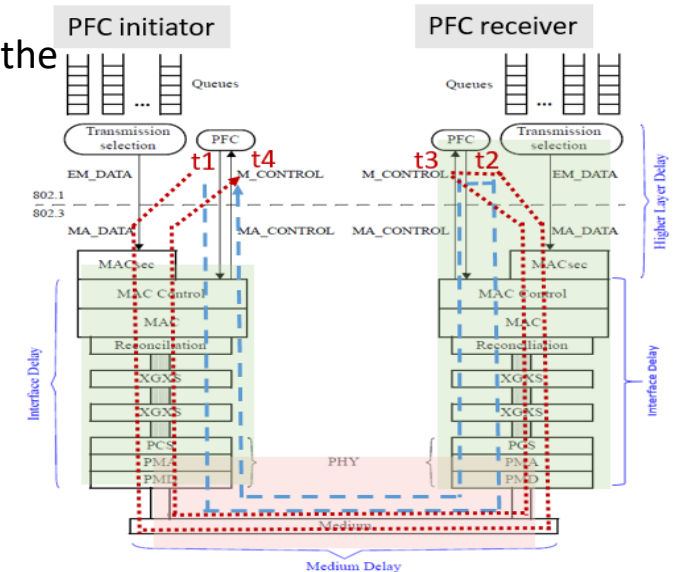 PFC initiator
PFC receiver
the
Queues
Queues
...
...
Transmission selection
PFC
PFC
Transmission selection
t1
t4
t3
t2
EM_DATA
M_CONTROL
M_CONTROL
EM_DATA
802.1
802.3
MA_DATA
MA_CONTROL
MA_CONTROL
MA_DATA
Higher Layer Delay
MACsec
MACsec
MAC Control
MAC Control
MAC
MAC
Reconciliation
Reconciliation
Interface Delay
Interface Delay
XGXS
XGXS
XGXS
XGXS
PCS
PCS
PMA
PHY
PMA
PMD
PMD
Medium
Medium Delay